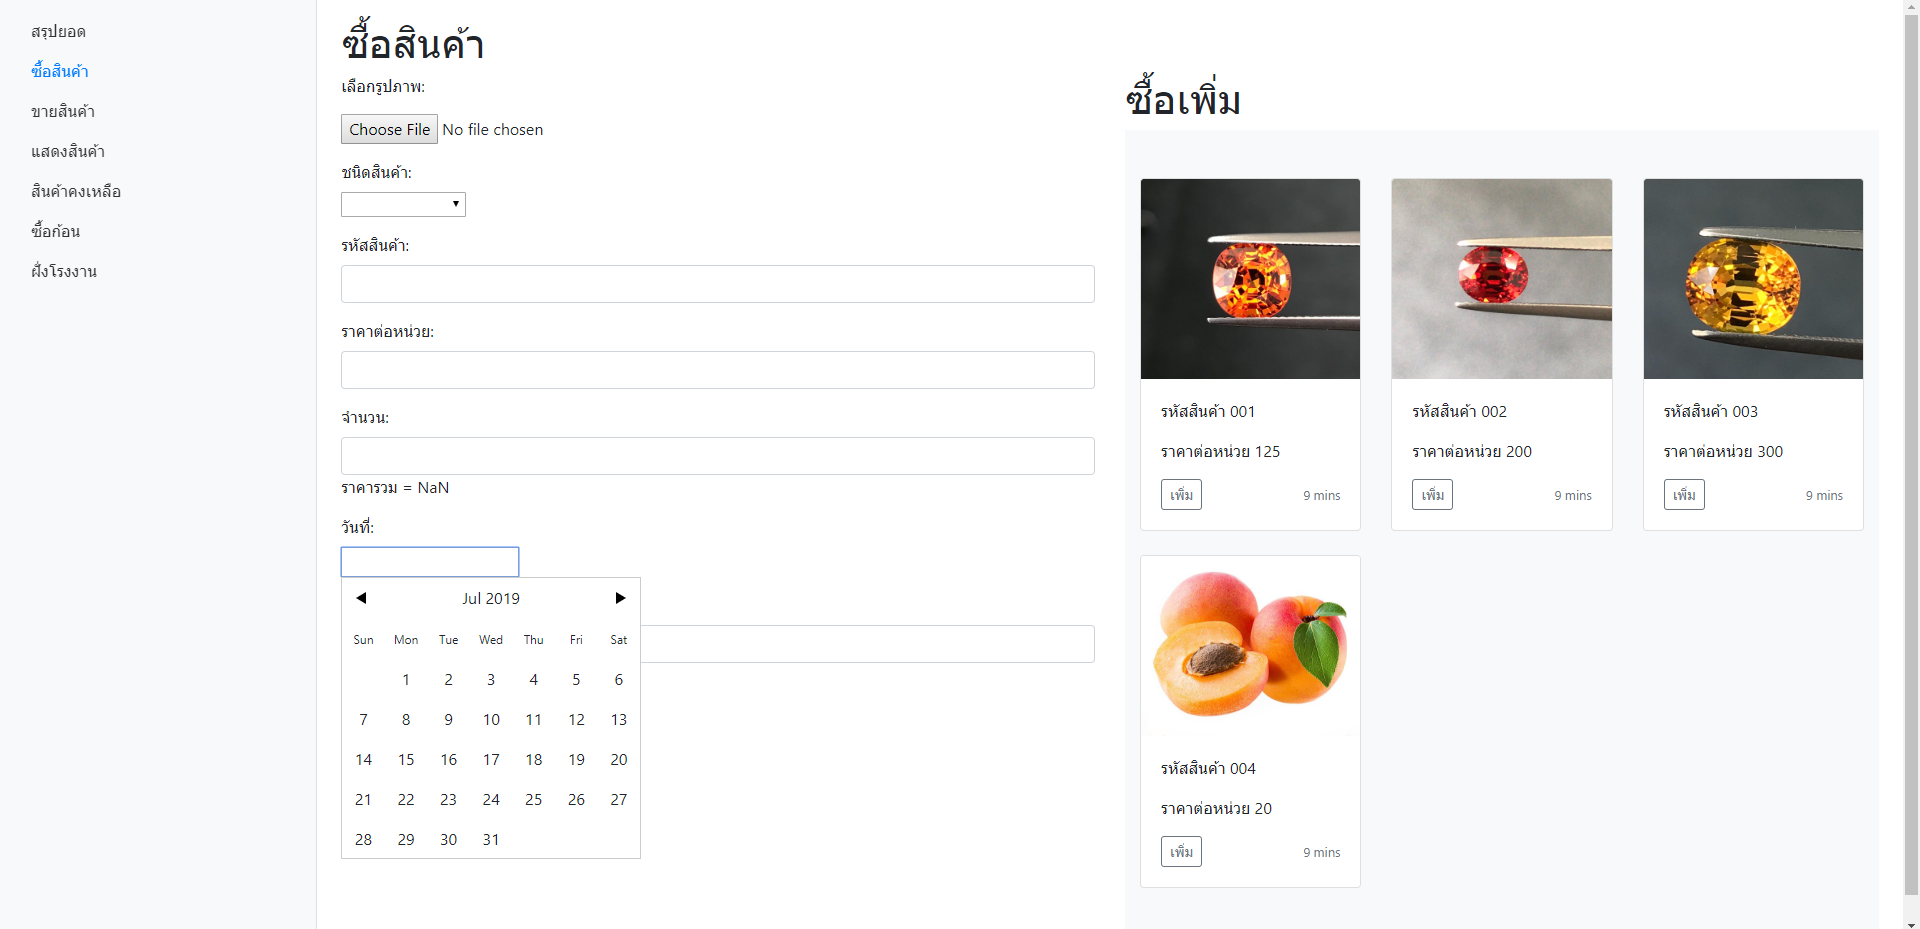 สรุปยอด
ซื้อสินค้า
ขายสินค้า
แสดงสินค้า
สินค้าคงเหลือ
ซื้อก้อน
ฝั่งโรงงาน
ซื้อสินค้า
เลือกรูปภาพ:
Choose File No file chosen
ชนิดสินค้า:
รหัสสินค้า:
ราคาต่อหน่วย:
จำนวน:
ราคารวม = NaN
วันที่:
Jul 2019
Sun Mon Tue Wed Thu Fri Sat
1 2 3 4 5 6
7 8 9 10 11 12 13
14 15 16 17 18 19 20
21 22 23 24 25 26 27
28 29 30 31
ซื้อเพิ่ม
รหัสสินค้า 001
ราคาต่อหน่วย 125
เพิ่ม 9 mins
รหัสสินค้า 002
ราคาต่อหน่วย 200
เพิ่ม 9 mins
รหัสสินค้า 003
ราคาต่อหน่วย 300
เพิ่ม 9 mins
รหัสสินค้า 004
ราคาต่อหน่วย 20
เพิ่ม 9 mins